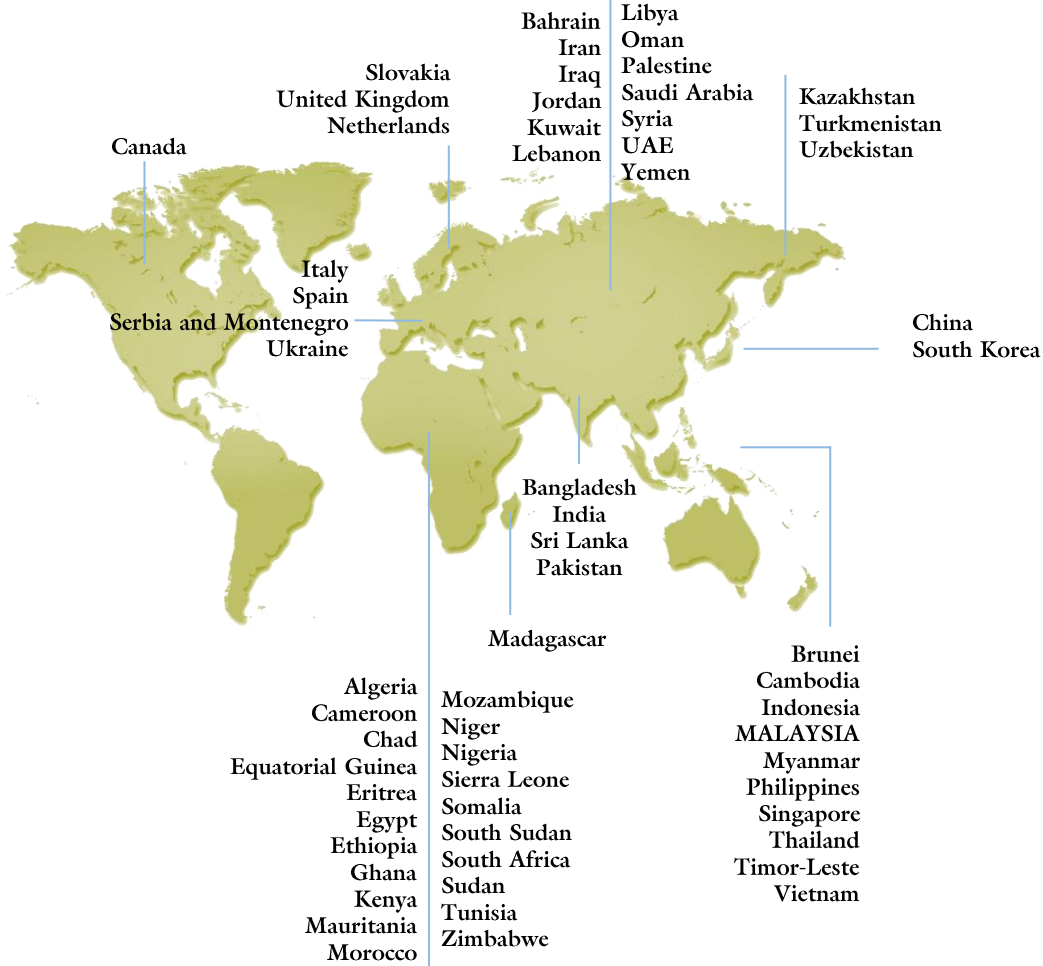 Bahrain
Iran
Iraq
Jordan
Kuwait
Lebanon
Libya
Oman
Palestine
Saudi Arabia
Syria
UAE
Yemen
Slovakia
United Kingdom
Netherlands
Kazakhstan
Turkmenistan
Uzbekistan
Canada
Italy
Spain
Serbia and Montenegro
Ukraine
China
South Korea
Bangladesh
India
Sri Lanka
Pakistan
Madagascar
Algeria
Cameroon
Chad
Equatorial Guinea
Eritrea
Egypt
Ethiopia
Ghana
Kenya
Mauritania
Morocco
Mozambique
Niger
Nigeria
Sierra Leone
Somalia
South Sudan
South Africa
Sudan
Tunisia
Zimbabwe
Brunei
Cambodia
Indonesia
MALAYSIA
Myanmar
Philippines
Singapore
Thailand
Timor-Leste
Vietnam